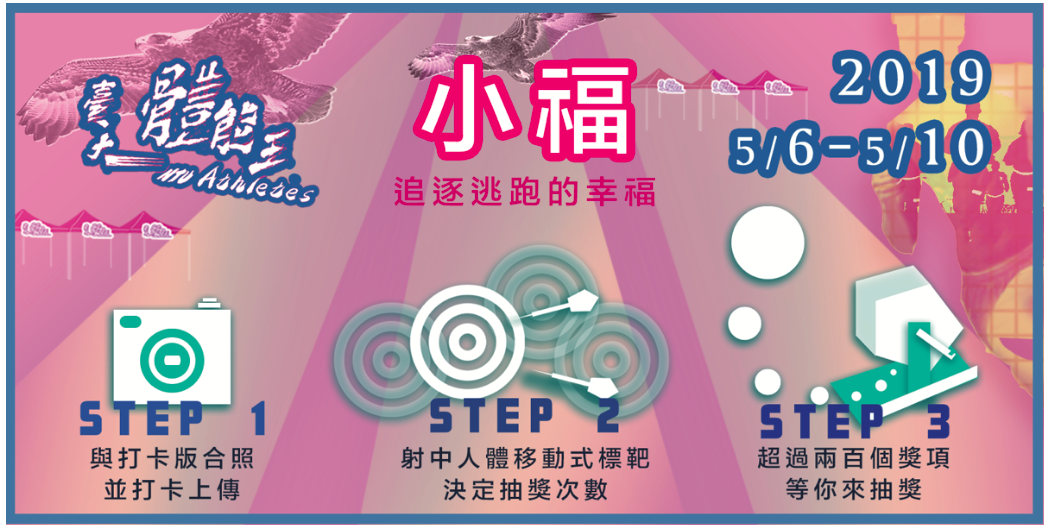 臺大
體能王
NTU Athletes
小福
追逐逃跑的幸福
2019
5/6-5/10
STEP 1
與打卡版合照
並打卡上傳
STEP 2
射中人體移動式標靶
決定抽獎次數
STEP 3
超過兩百個獎項
等你來抽獎